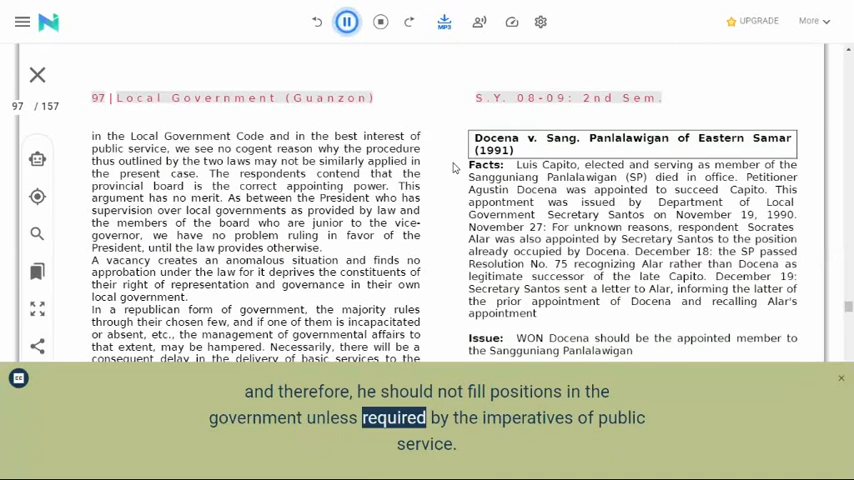 MP3
UPGRADE
More
97 / 157
97|Local Government (Guanzon)
in the Local Government Code and in the best interest of
public service, we see no cogent reason why the procedure
thus outlined by the two laws may not be similarly applied in
the present case. The respondents contend that the
provincial board is the correct appointing power. This
argument has no merit. As between the President who has
supervision over local governments as provided by law and
the members of the board who are junior to the vice-
governor, we have no problem ruling in favor of the
President, until the law provides otherwise.
A vacancy creates an anomalous situation and finds no
approbation under the law for it deprives the constituents of
their right of representation and governance in their own
local government.
In a republican form of government, the majority rules
through their chosen few, and if one of them is incapacitated
or absent, etc., the management of governmental affairs to
that extent, may be hampered. Necessarily, there will be a
consequent delay in the delivery of basic services to the
S.Y. 08-09: 2nd Sem.
Docena v. Sang. Panlalawigan of Eastern Samar
(1991)
Facts: Luis Capito, elected and serving as member of the
Sangguniang Panlalawigan (SP) died in office. Petitioner
Agustin Docena was appointed to succeed Capito. This
appointment was issued by Department of Local
Government Secretary Santos on November 19, 1990.
November 27: For unknown reasons, respondent Socrates
Alar was also appointed by Secretary Santos to the position
already occupied by Docena. December 18: the SP passed
Resolution No. 75 recognizing Alar rather than Docena as
legitimate successor of the late Capito. December 19:
Secretary Santos sent a letter to Alar, informing the latter of
the prior appointment of Docena and recalling Alar's
appointment
Issue: WON Docena should be the appointed member to
the Sangguniang Panlalawigan
and therefore, he should not fill positions in the
government unless required by the imperatives of public
service.